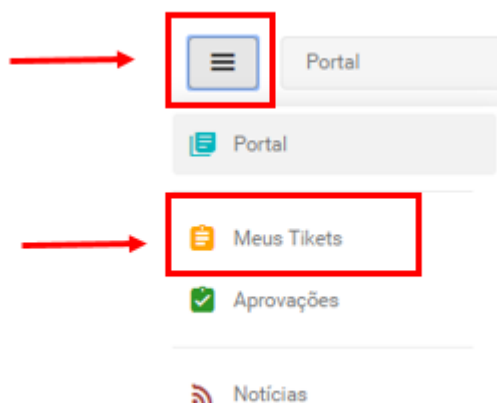 Portal
Portal
Meus Tikets
Aprovações
Notícias